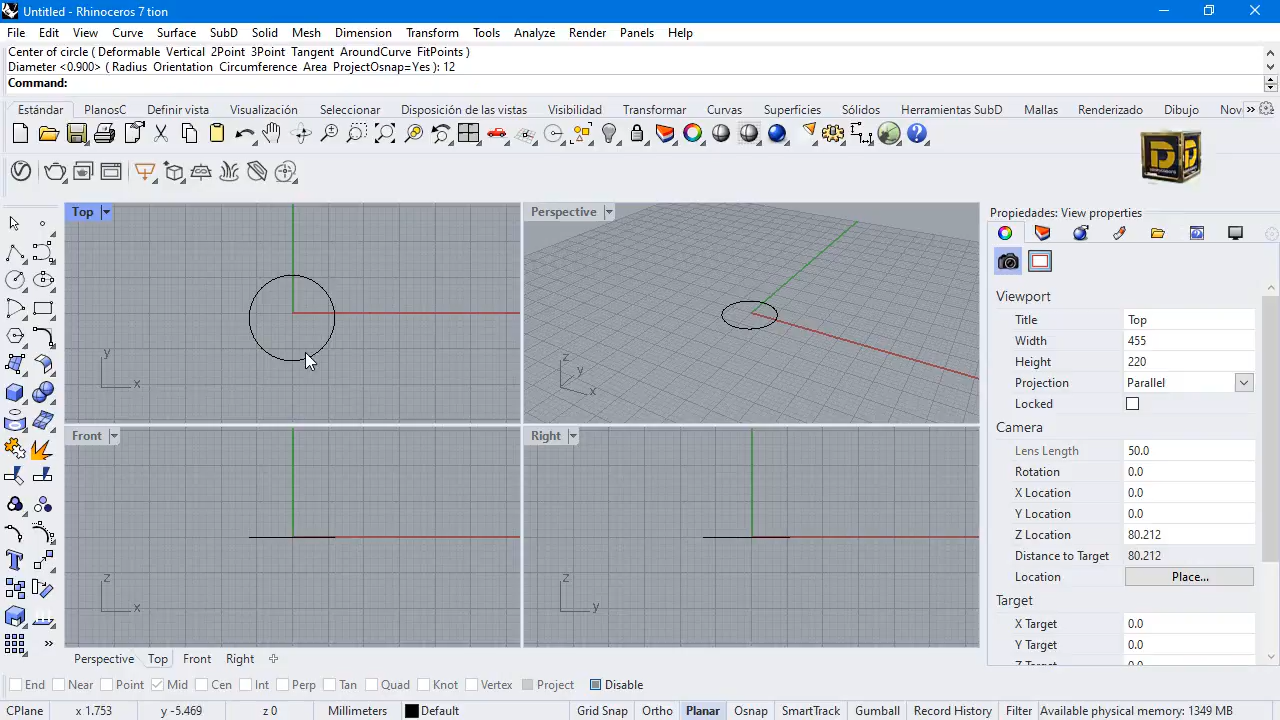 Untitled - Rhinoceros 7 tion
File Edit View Curve Surface SubD Solid Mesh Dimension Transform Tools Analyze Render Panels Help
Center of circle ( Deformable Vertical 2Point 3Point Tangent AroundCurve FitPoints )
Diameter <0.900> ( Radius Orientation Circumference Area ProjectOsnap=Yes ): 12
Command:
Estándar PlanosC Definir vista Visualización Seleccionar Disposición de las vistas Visibilidad Transformar Curvas Superficies Sólidos Herramientas SubD Mallas Renderizado Dibujo Nov
Top
Perspective
Propiedades: View properties
Viewport
Title Top
Width 455
Height 220
Projection Parallel
Locked
Camera
Lens Length 50.0
Rotation 0.0
X Location 0.0
Y Location 0.0
Z Location 80.212
Distance to Target 80.212
Location Place...
Target
X Target 0.0
Y Target 0.0
Z Target 0.0
y
x
z
y
x
Front
Right
z
x
z
y
Perspective Top Front Right
End Near Point Mid Cen Int Perp Tan Quad Knot Vertex Project Disable
CPlane x 1.753 y -5.469 z 0 Millimeters Default Grid Snap Ortho Planar Osnap SmartTrack Gumball Record History Filter Available physical memory: 1349 MB